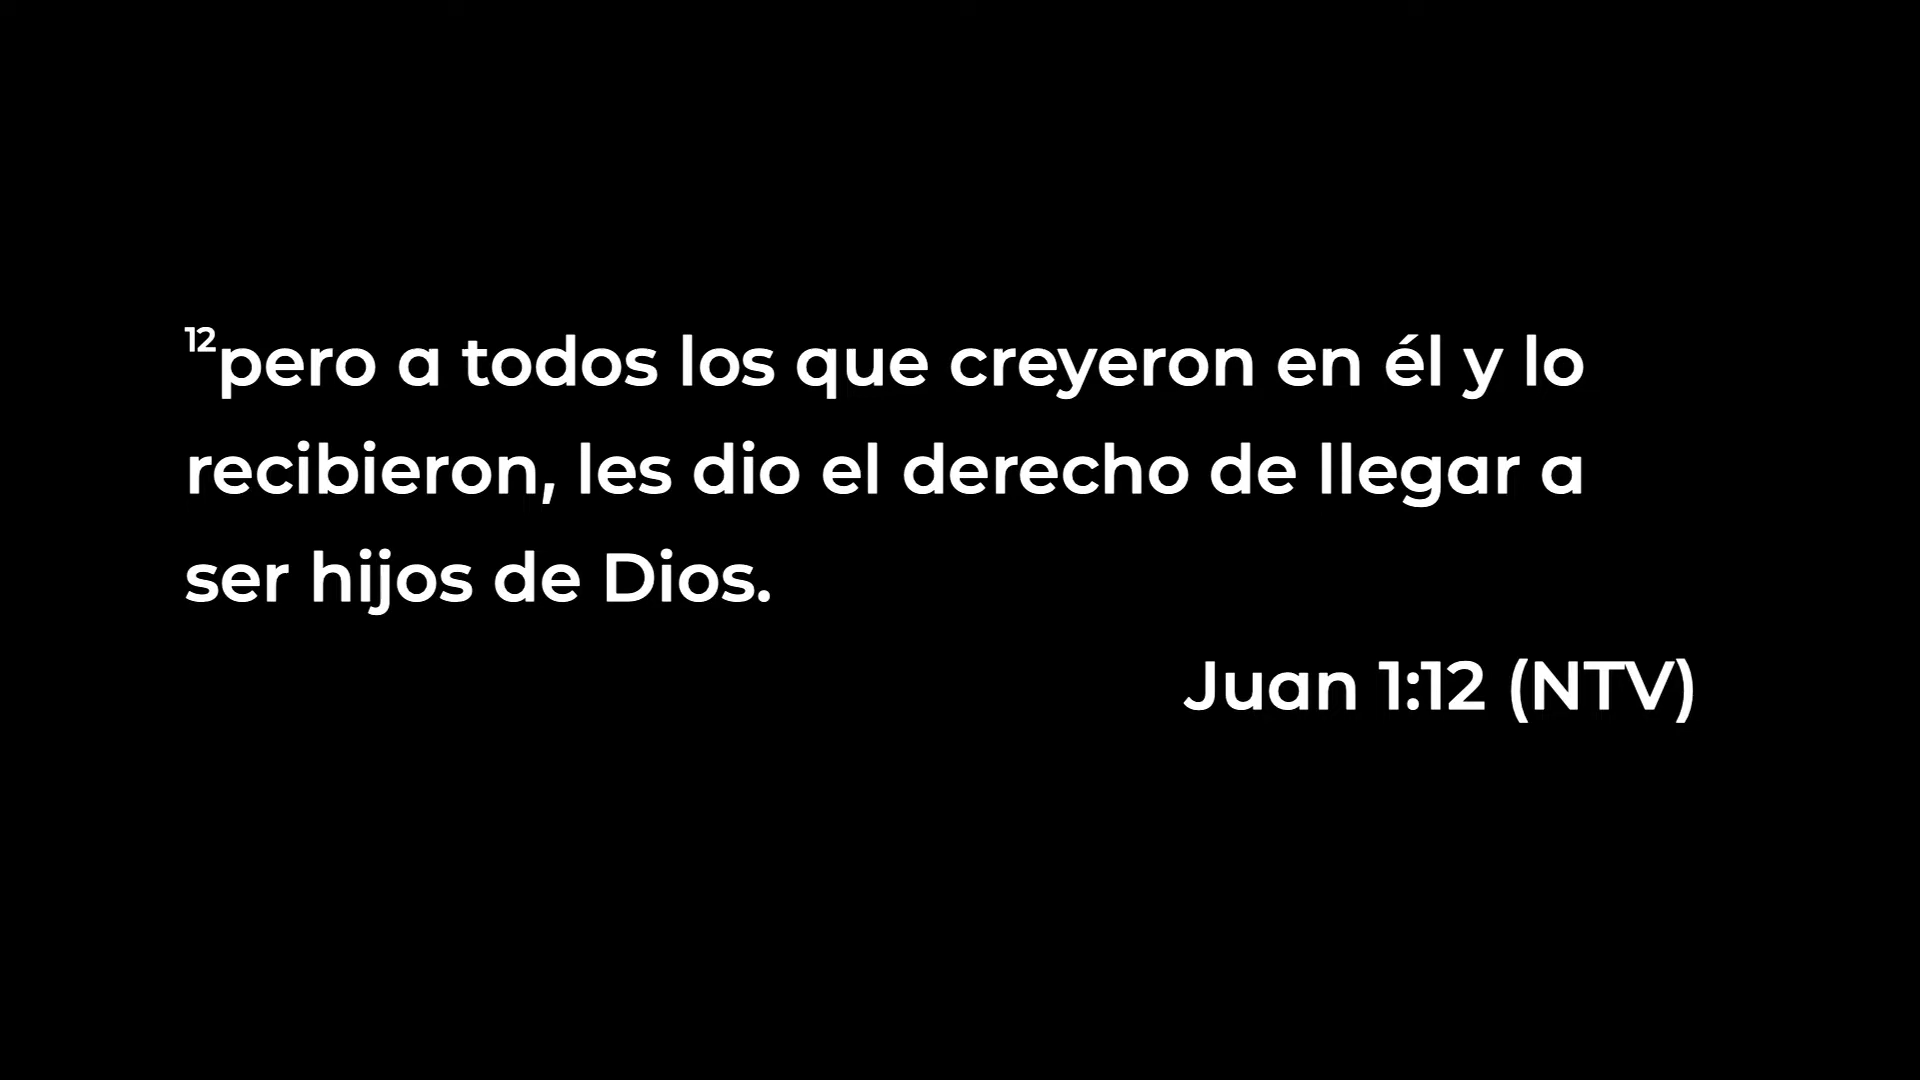 ¹²pero a todos los que creyeron en él y lo
recibieron, les dio el derecho de llegar a
ser hijos de Dios.
Juan 1:12 (NTV)